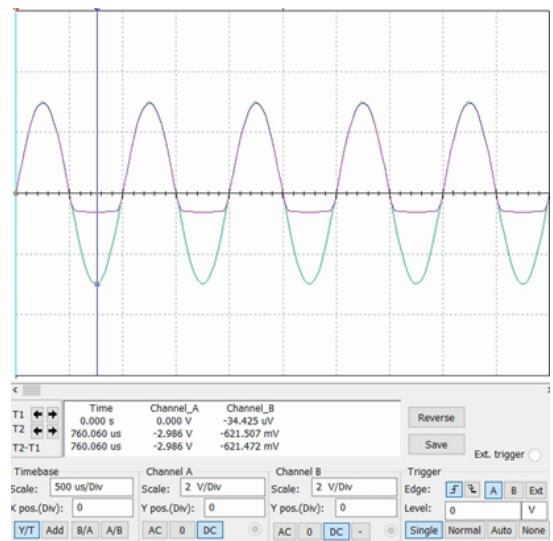 Time Channel_A Channel_B
T1 0.000 s 0.000 V -34.425 uV
T2 760.060 us -2.986 V -621.507 mV
T2-T1 760.060 us -2.986 V -621.472 mV
Reverse
Save
Ext. trigger
Timebase
Scale: 500 us/Div
X pos.(Div): 0
Y/T Add B/A A/B
Channel A
Scale: 2 V/Div
Y pos.(Div): 0
AC 0 DC
Channel B
Scale: 2 V/Div
Y pos.(Div): 0
AC 0 DC -
Trigger
Edge: A B Ext
Level: 0 V
Single Normal Auto None